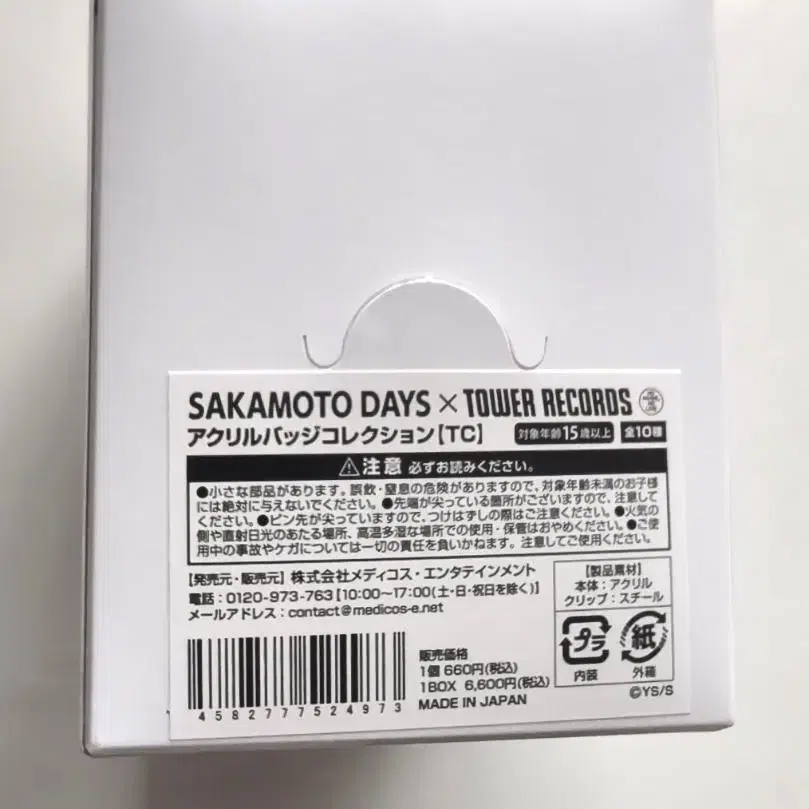 SAKAMOTO DAYS × TOWER RECORDS
アクリルバッジコレクション【TC】 対象年齢15歳以上 全10種
⚠注意 必ずお読みください。
●小さな部品があります。誤飲・窒息の危険がありますので、対象年齢未満のお子様
には絶対に与えないでください。●先端が尖っている箇所がございますので、注意して
ください。●ピン先が尖っていますので、つけはずしの際はご注意ください。●火気の
側や直射日光のあたる場所、高温多湿な場所での使用・保管はおやめください。●ご使
用中の事故やケガについては一切の責任を負いかねます。注意してご使用ください。
【発売元・販売元】株式会社メディコス・エンタテインメント
電話：0120-973-763【10:00〜17:00(土・日・祝日を除く)】
メールアドレス：contact@medicos-e.net
【製品素材】
本体：アクリル
クリップ：スチール
プラ
内装
紙
外箱
販売価格
1個 660円(税込)
1BOX 6,600円(税込)
MADE IN JAPAN
4582777524973
©YS/S